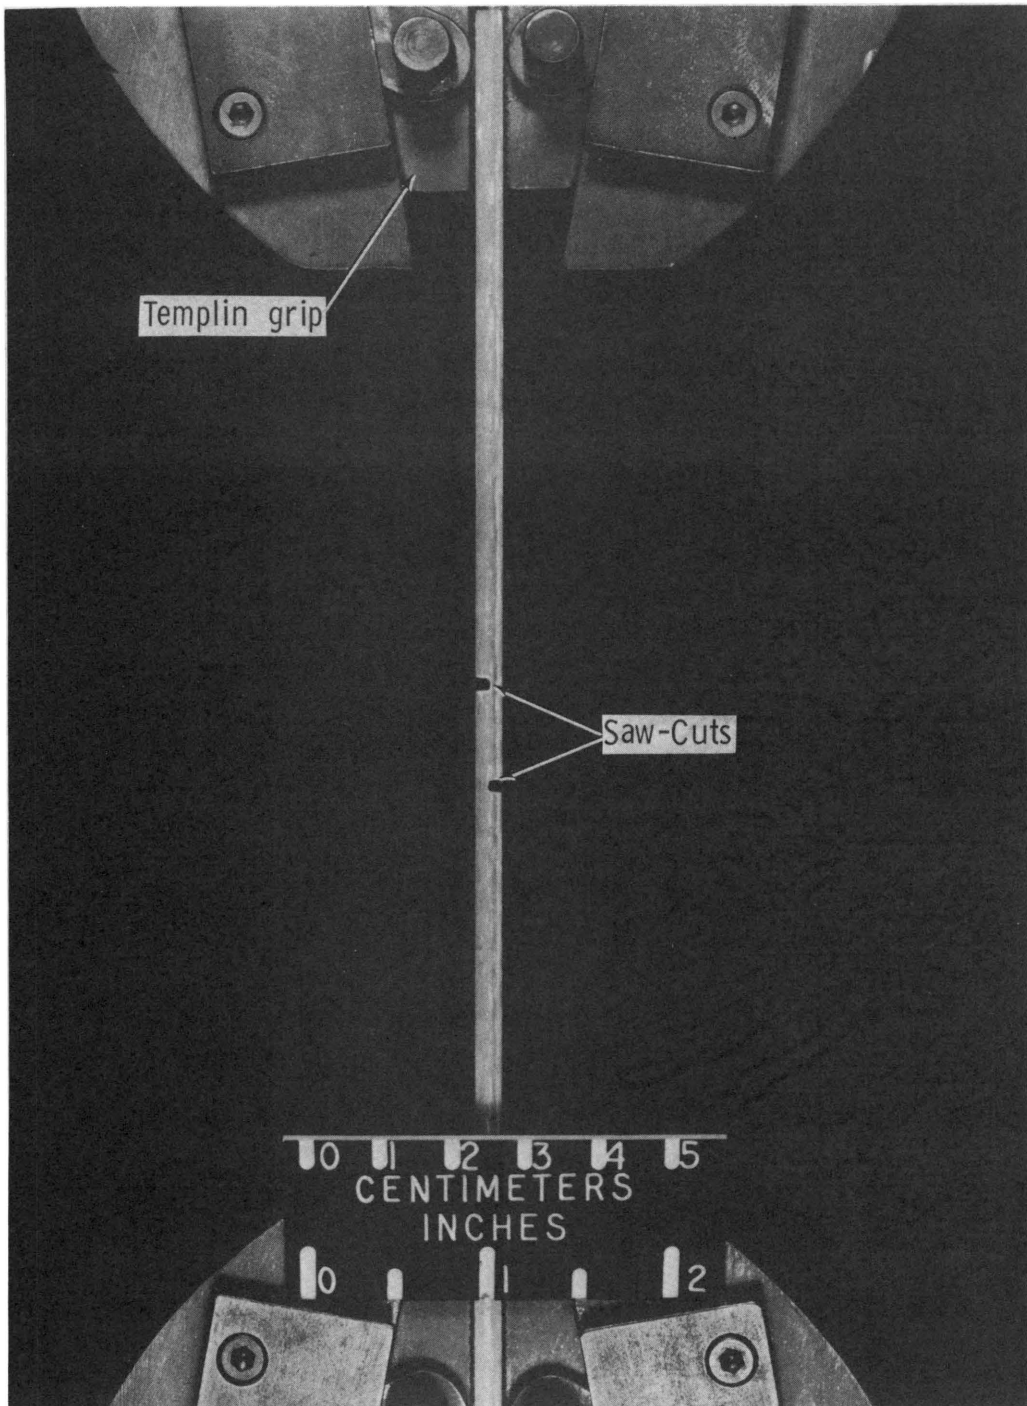 Templin grip
Saw-Cuts
0 1 2 3 4 5
CENTIMETERS
INCHES
0 1 2